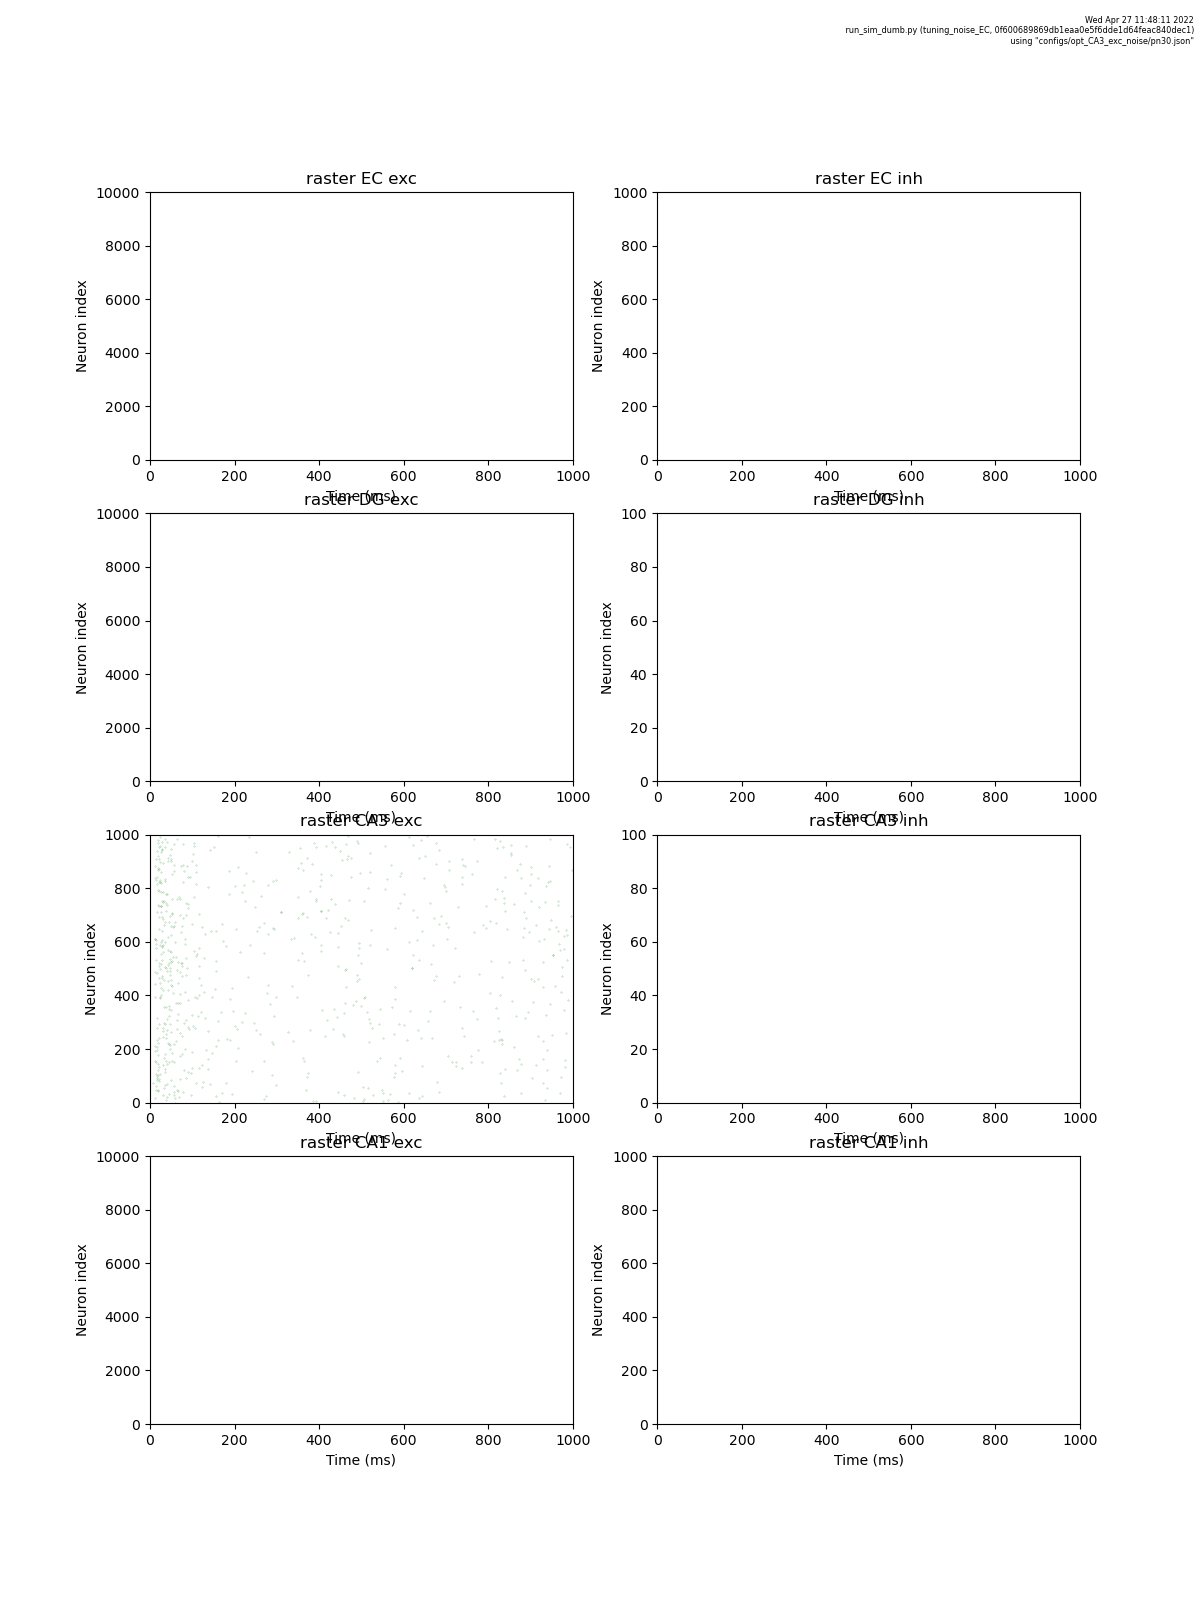 Wed Apr 27 11:48:11 2022
run_sim_dumb.py (tuning_noise_EC, 0f600689869db1eaa0e5f6dde1d64feac840dec1)
using "configs/opt_CA3_exc_noise/pn30.json"
raster EC exc
10000
8000
6000
4000
2000
0
Neuron index
0 200 400 600 800 1000
Time (ms)
raster EC inh
1000
800
600
400
200
0
Neuron index
0 200 400 600 800 1000
Time (ms)
raster DG exc
10000
8000
6000
4000
2000
0
Neuron index
0 200 400 600 800 1000
Time (ms)
raster DG inh
100
80
60
40
20
0
Neuron index
0 200 400 600 800 1000
Time (ms)
raster CA3 exc
1000
800
600
400
200
0
Neuron index
0 200 400 600 800 1000
Time (ms)
raster CA3 inh
100
80
60
40
20
0
Neuron index
0 200 400 600 800 1000
Time (ms)
raster CA1 exc
10000
8000
6000
4000
2000
0
Neuron index
0 200 400 600 800 1000
Time (ms)
raster CA1 inh
1000
800
600
400
200
0
Neuron index
0 200 400 600 800 1000
Time (ms)